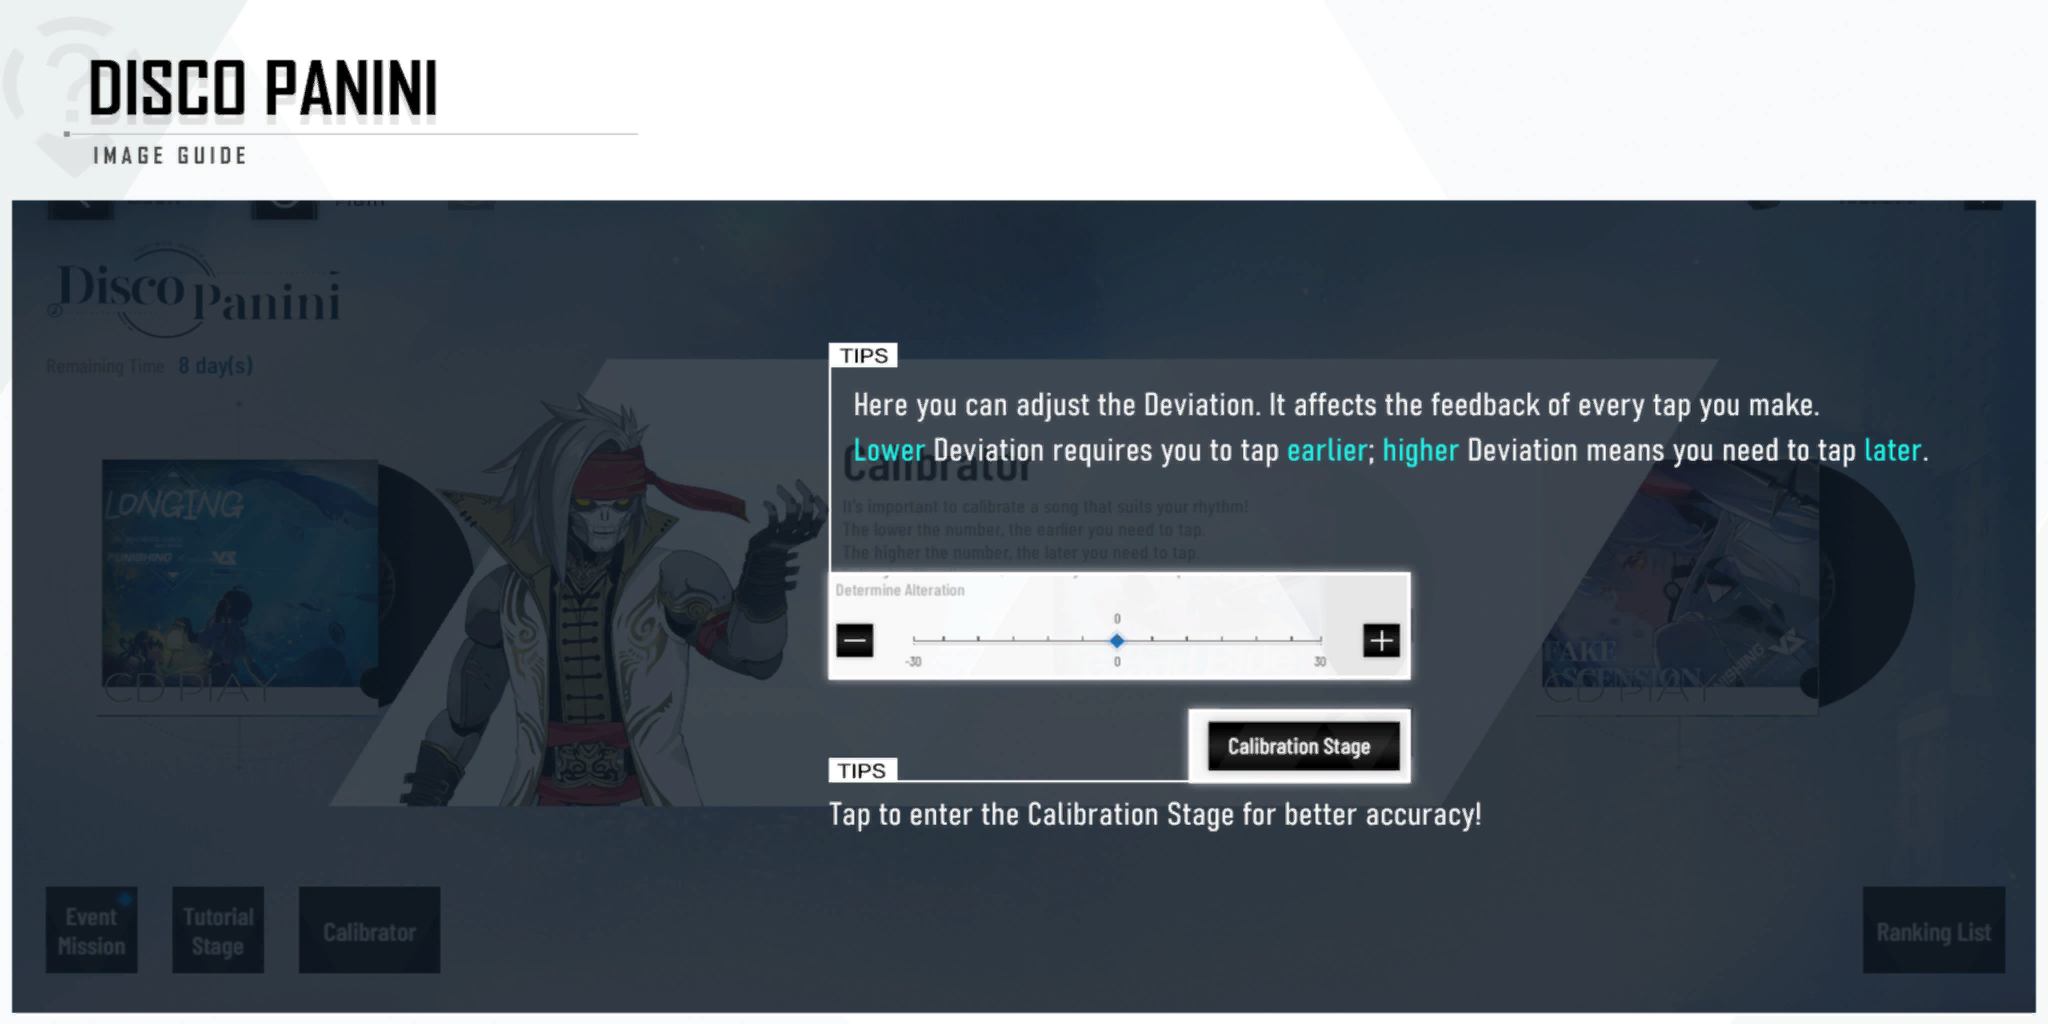 DISCO PANINI
IMAGE GUIDE
Disco Panini
Remaining Time 8 day(s)
TIPS
Here you can adjust the Deviation. It affects the feedback of every tap you make.
Lower Deviation requires you to tap earlier; higher Deviation means you need to tap later.
Calibrator
It's important to calibrate a song that suits your rhythm!
The lower the number, the earlier you need to tap.
The higher the number, the later you need to tap.
LONGING
PUNISHING
CD PLAY
Determine Alteration
0
-30 0 30
FAKE
ASCENSION
CD PLAY
Calibration Stage
TIPS
Tap to enter the Calibration Stage for better accuracy!
Event
Mission
Tutorial
Stage
Calibrator
Ranking List